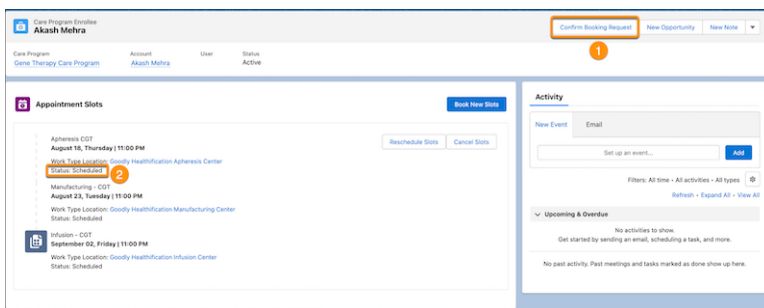 Care Program Enrollee
Akash Mehra
Confirm Booking Request
New Opportunity
New Note
1
Care Program
Account
User
Status
Gene Therapy Care Program
Akash Mehra
Active
Appointment Slots
Book New Slots
Apheresis CGT
August 18, Thursday | 11:00 PM
Reschedule Slots
Cancel Slots
Work Type Location: Goodly Healthification Apheresis Center
Status: Scheduled
2
Manufacturing - CGT
August 23, Tuesday | 11:00 PM
Work Type Location: Goodly Healthification Manufacturing Center
Status: Scheduled
Infusion - CGT
September 02, Friday | 11:00 PM
Work Type Location: Goodly Healthification Infusion Center
Status: Scheduled
Activity
New Event
Email
Set up an event...
Add
Filters: All time • All activities • All types
Refresh • Expand All • View All
Upcoming & Overdue
No activities to show.
Get started by sending an email, scheduling a task, and more.
No past activity. Past meetings and tasks marked as done show up here.